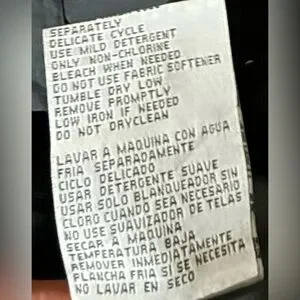 SEPARATELY
DELICATE CYCLE
USE MILD DETERGENT
ONLY NON-CHLORINE
BLEACH WHEN NEEDED
DO NOT USE FABRIC SOFTENER
TUMBLE DRY LOW
REMOVE PROMPTLY
LOW IRON IF NEEDED
DO NOT DRYCLEAN
LAVAR A MAQUINA CON AGUA
FRIA SEPARADAMENTE
CICLO DELICADO
USAR DETERGENTE SUAVE
USAR SOLO BLANQUEADOR SIN
CLORO CUANDO SEA NECESARIO
NO USE SUAVIZADOR DE TELAS
SECAR A MAQUINA
TEMPERATURA BAJA
REMOVER INMEDIATAMENTE
PLANCHA FRIA SI SE NECESITA
NO LAVAR EN SECO